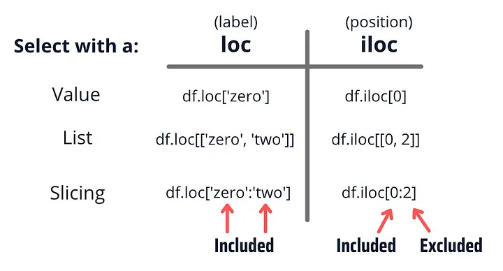 (label) (position)
Select with a: loc iloc
Value df.loc['zero'] df.iloc[0]
List df.loc[['zero', 'two']] df.iloc[[0, 2]]
Slicing df.loc['zero':'two'] df.iloc[0:2]
Included Included Excluded